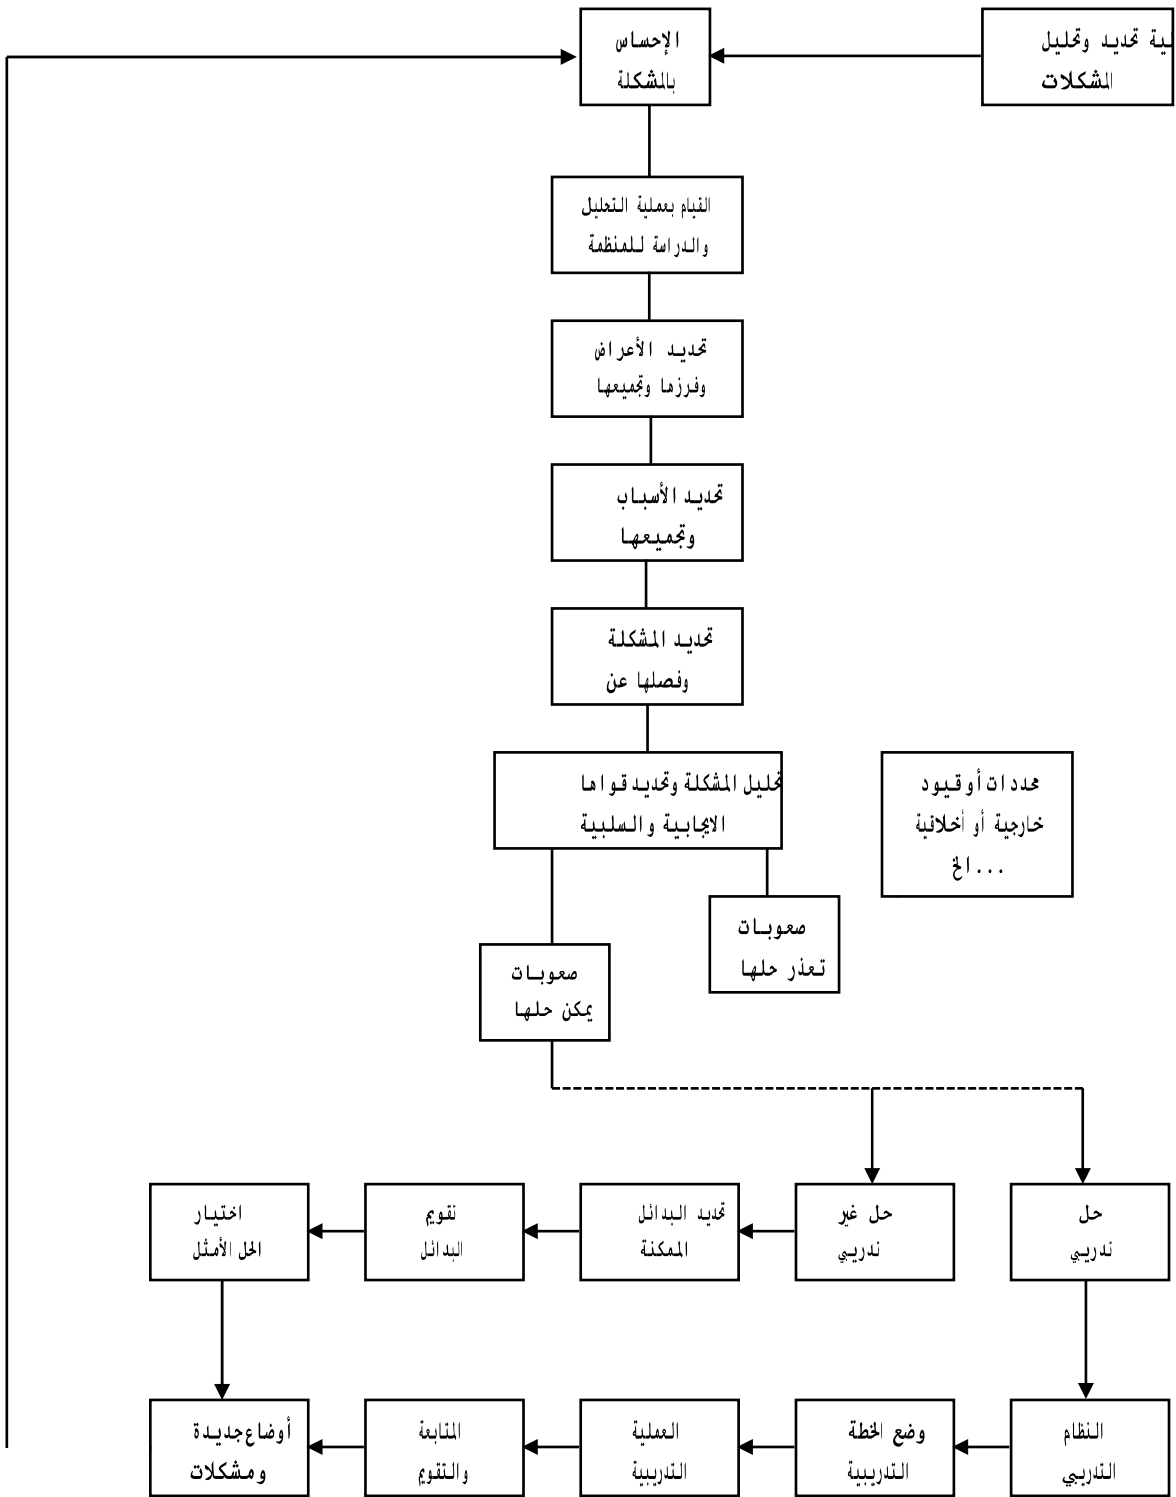 الإحساس
بالمشكلة
ية تحديد وتحليل
المشكلات
القيام بعملية التحليل
والدراسة للمنظمة
تحديد الأعراض
وفرزها وتجميعها
تحديد الأسباب
وتجميعها
تحديد المشكلة
وفصلها عن
تحليل المشكلة وتحديد قواها
الايجابية والسلبية
محددات أو قيود
خارجية أو أخلاقية
...الخ
صعوبات
تعذر حلها
صعوبات
يمكن حلها
حل
تدريبي
حل غير
تدريبي
تحديد البدائل
الممكنة
تقويم
البدائل
اختيار
الحل الأمثل
النظام
التدريبي
وضع الخطة
التدريبية
العملية
التدريبية
المتابعة
والتقويم
أوضاع جديدة
ومشكلات